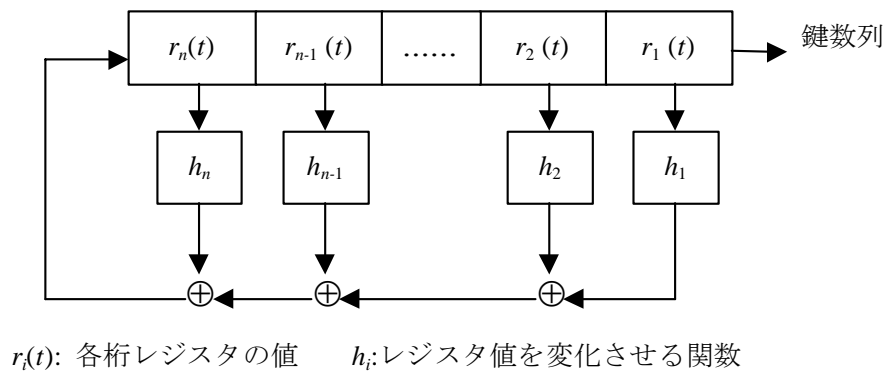 rₙ(t) rₙ₋₁ (t) …… r₂ (t) r₁ (t) 鍵数列
hₙ hₙ₋₁ h₂ h₁
⊕ ⊕ ⊕
rᵢ(t): 各桁レジスタの値 hᵢ:レジスタ値を変化させる関数